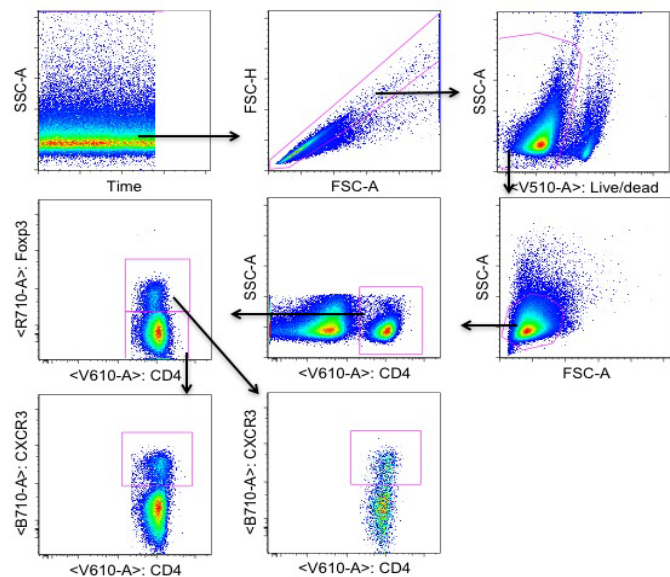 SSC-A
Time
FSC-H
FSC-A
SSC-A
<V510-A>: Live/dead
<R710-A>: Foxp3
<V610-A>: CD4
SSC-A
<V610-A>: CD4
SSC-A
FSC-A
<B710-A>: CXCR3
<V610-A>: CD4
<B710-A>: CXCR3
<V610-A>: CD4